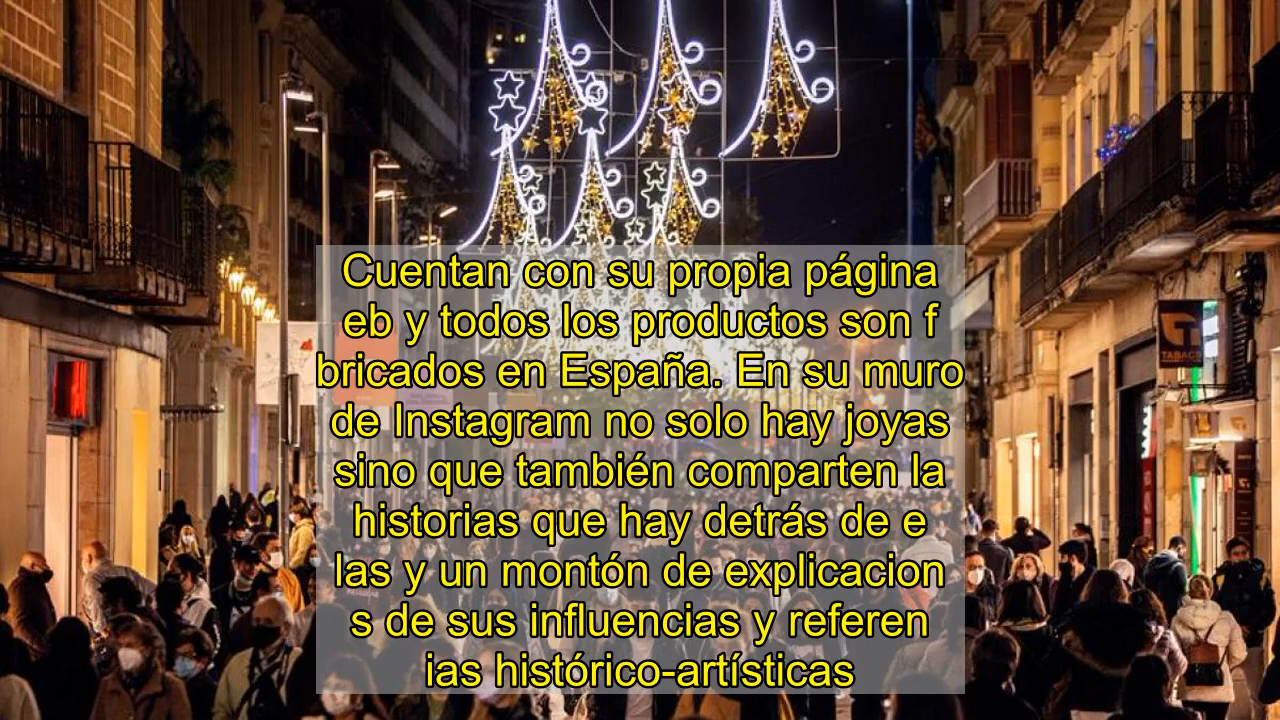 Cuentan con su propia página
eb y todos los productos son f
bricados en España. En su muro
de Instagram no solo hay joyas
sino que también comparten la
historias que hay detrás de e
las y un montón de explicacion
s de sus influencias y referen
ias histórico-artísticas
TABACS